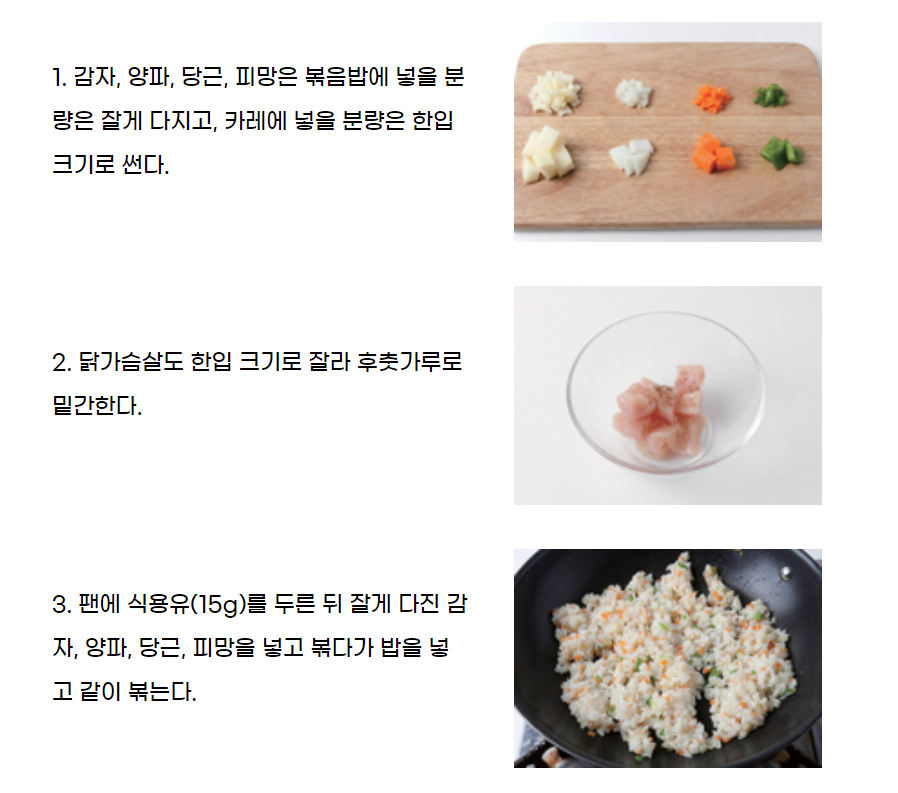 1. 감자, 양파, 당근, 피망은 볶음밥에 넣을 분
량은 잘게 다지고, 카레에 넣을 분량은 한입
크기로 썬다.
2. 닭가슴살도 한입 크기로 잘라 후춧가루로
밑간한다.
3. 팬에 식용유(15g)를 두른 뒤 잘게 다진 감
자, 양파, 당근, 피망을 넣고 볶다가 밥을 넣
고 같이 볶는다.